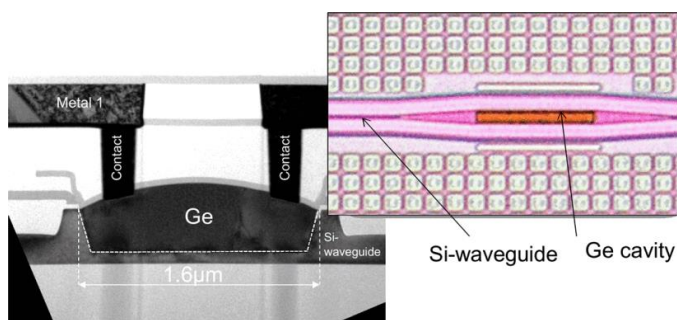 Metal 1
Contact
Contact
Ge
Si-
waveguide
1.6μm
Si-waveguide
Ge cavity